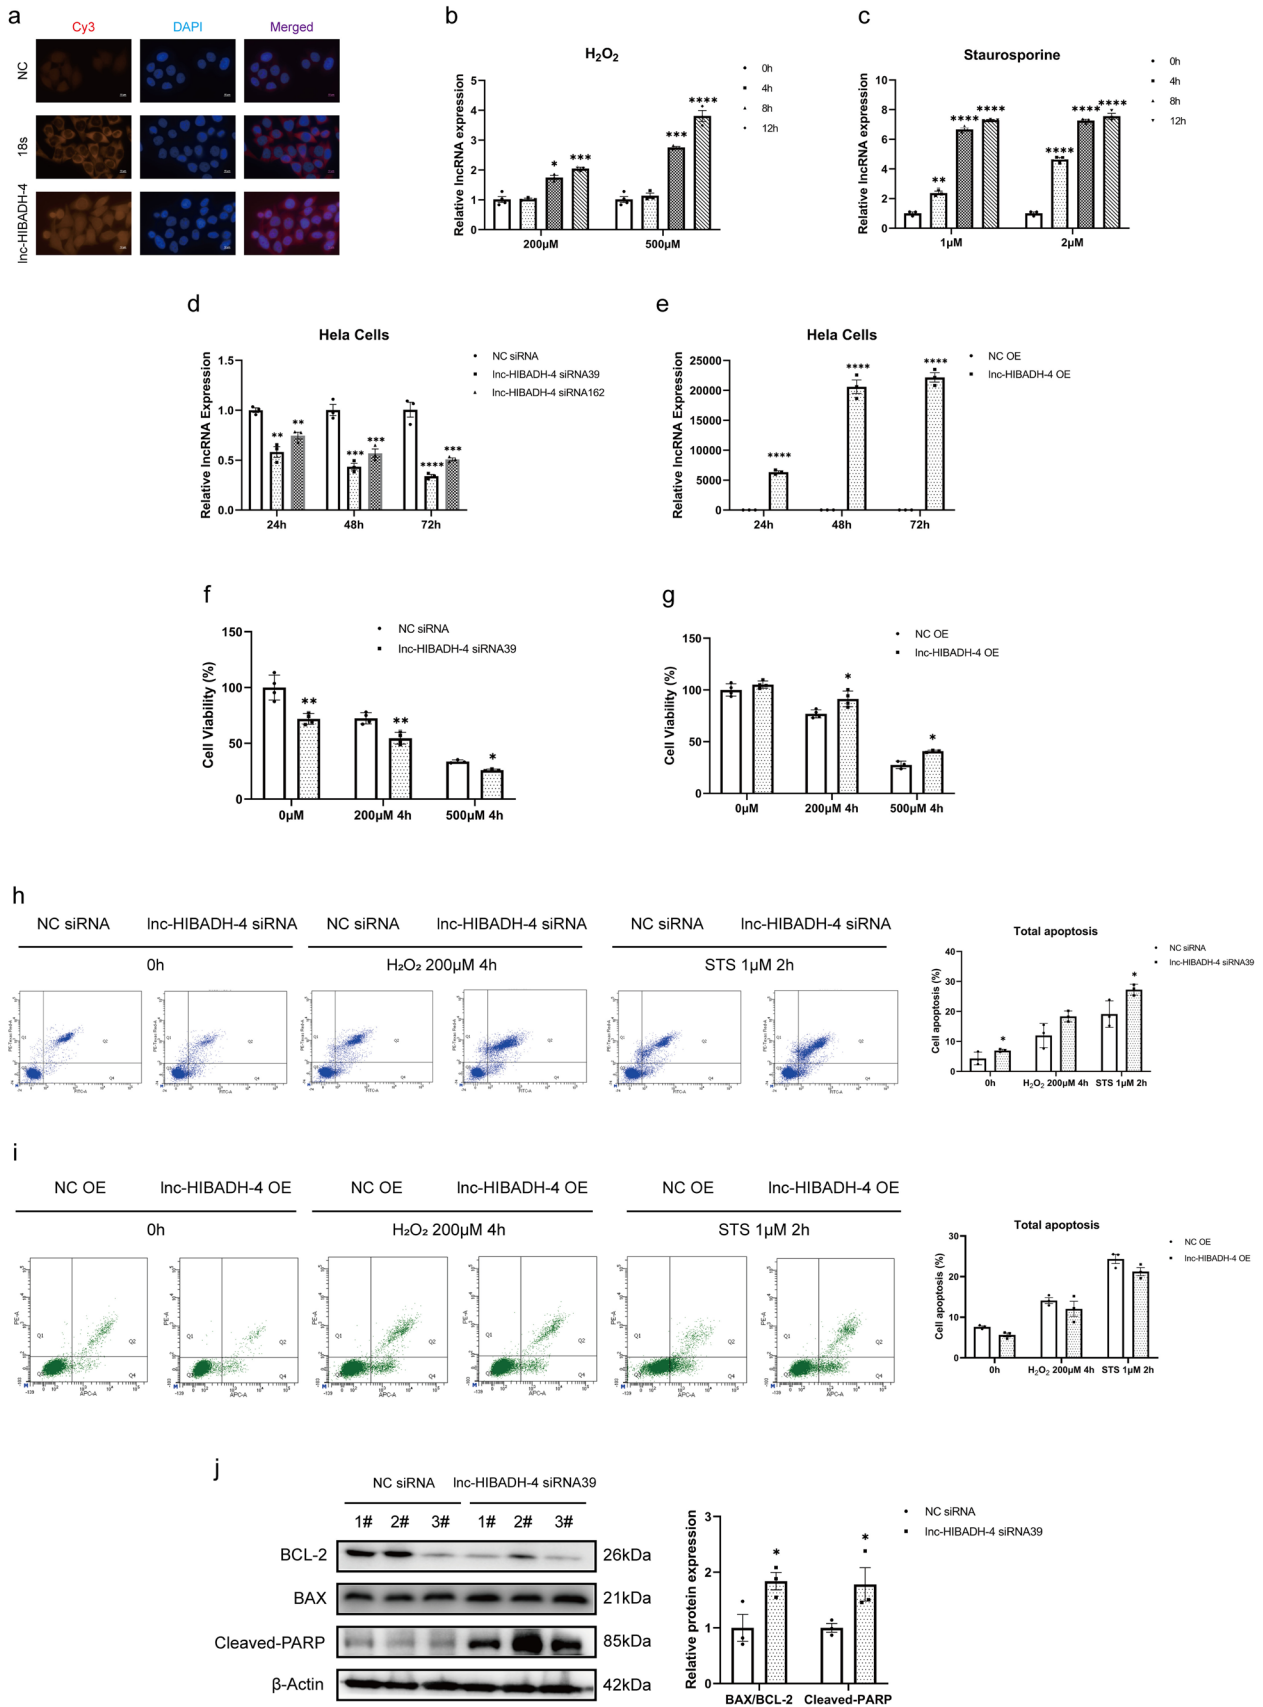 a
Cy3 DAPI Merged
NC
18s
lnc-HIBADH-4
b
H₂O₂
Relative lncRNA expression
5
4
3
2
1
0
* *** *** ****
200μM 500μM
0h
4h
8h
12h
c
Staurosporine
Relative lncRNA expression
10
8
6
4
2
0
** **** **** **** **** ****
1μM 2μM
0h
4h
8h
12h
d
Hela Cells
Relative lncRNA Expression
1.5
1.0
0.5
0.0
** ** *** *** **** ***
24h 48h 72h
NC siRNA
lnc-HIBADH-4 siRNA39
lnc-HIBADH-4 siRNA162
e
Hela Cells
Relative lncRNA Expression
25000
20000
15000
10000
5000
0
**** **** ****
24h 48h 72h
NC OE
lnc-HIBADH-4 OE
f
Cell Viability (%)
150
100
50
0
** ** *
0μM 200μM 4h 500μM 4h
NC siRNA
lnc-HIBADH-4 siRNA39
g
Cell Viability (%)
150
100
50
0
* *
0μM 200μM 4h 500μM 4h
NC OE
lnc-HIBADH-4 OE
h
NC siRNA lnc-HIBADH-4 siRNA NC siRNA lnc-HIBADH-4 siRNA NC siRNA lnc-HIBADH-4 siRNA
0h H₂O₂ 200μM 4h STS 1μM 2h
PE-Texas Red-A
Q1 Q2 Q4
FITC-A
Total apoptosis
Cell apoptosis (%)
40
30
20
10
0
* *
0h H₂O₂ 200μM 4h STS 1μM 2h
NC siRNA
lnc-HIBADH-4 siRNA39
i
NC OE lnc-HIBADH-4 OE NC OE lnc-HIBADH-4 OE NC OE lnc-HIBADH-4 OE
0h H₂O₂ 200μM 4h STS 1μM 2h
PE-A
Q1 Q2 Q4
APC-A
Total apoptosis
Cell apoptosis (%)
30
20
10
0
0h H₂O₂ 200μM 4h STS 1μM 2h
NC OE
lnc-HIBADH-4 OE
j
NC siRNA lnc-HIBADH-4 siRNA39
1# 2# 3# 1# 2# 3#
BCL-2 26kDa
BAX 21kDa
Cleaved-PARP 85kDa
β-Actin 42kDa
Relative protein expression
3
2
1
0
* *
BAX/BCL-2 Cleaved-PARP
NC siRNA
lnc-HIBADH-4 siRNA39